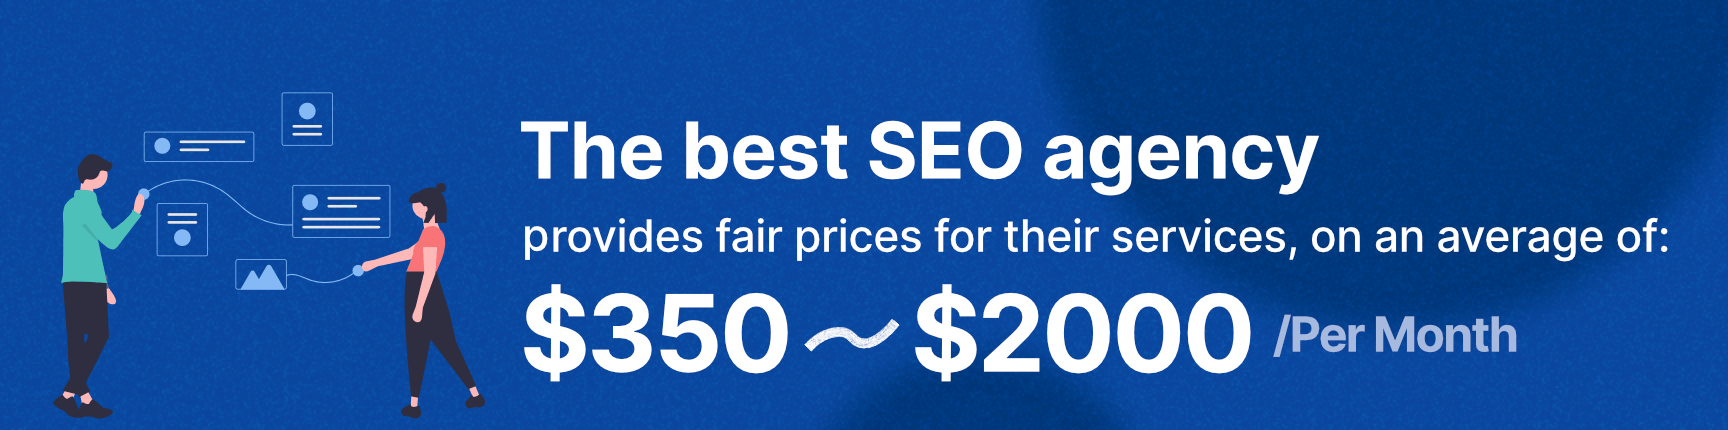 The best SEO agency
provides fair prices for their services, on an average of:
$350 ~ $2000 /Per Month